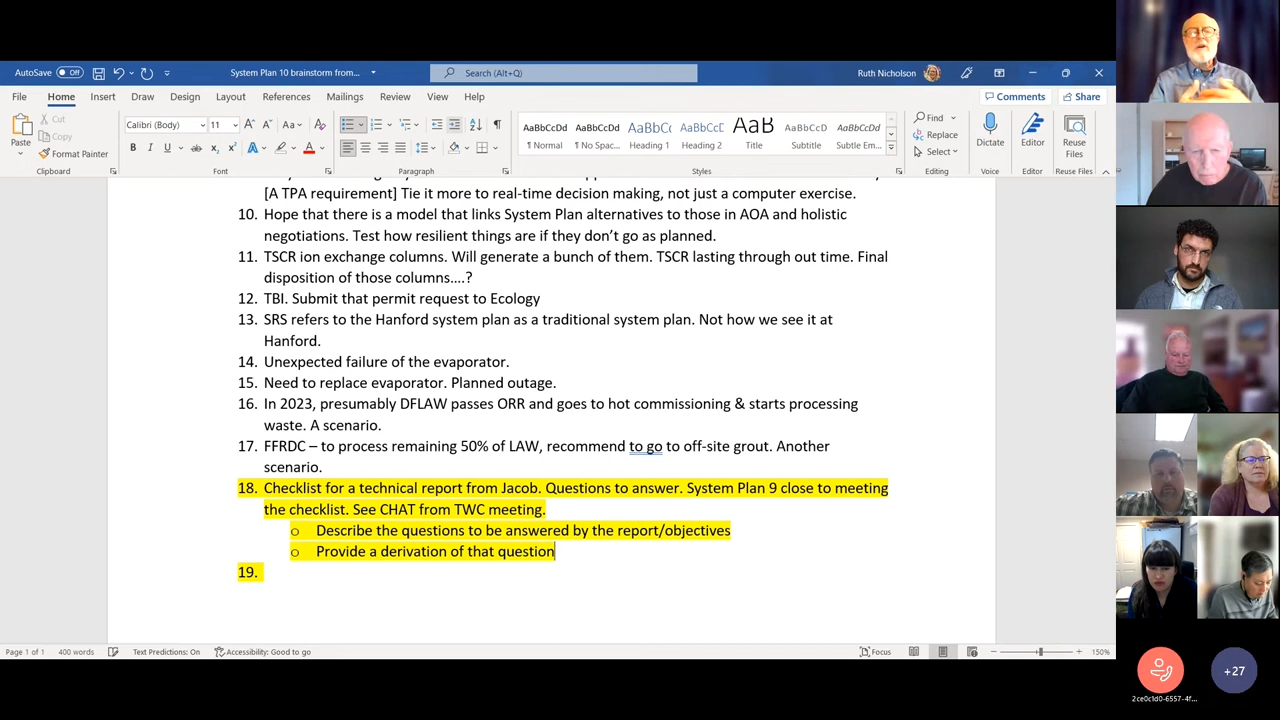 AutoSave Off
System Plan 10 brainstorm from...
Search (Alt+Q)
Ruth Nicholson
File Home Insert Draw Design Layout References Mailings Review View Help
Comments Share
Paste
Cut
Copy
Format Painter
Clipboard
Calibri (Body) 11
Font
Paragraph
AaBbCcDd AaBbCcDd AaBbCc AaBbCcD AaB AaBbCcDd AaBbCcDd
¶ Normal ¶ No Spac... Heading 1 Heading 2 Title Subtitle Subtle Em...
Styles
Find
Replace
Select
Editing
Dictate
Voice
Editor
Editor
Reuse Files
Reuse Files
[A TPA requirement] Tie it more to real-time decision making, not just a computer exercise.
10. Hope that there is a model that links System Plan alternatives to those in AOA and holistic
negotiations. Test how resilient things are if they don’t go as planned.
11. TSCR ion exchange columns. Will generate a bunch of them. TSCR lasting through out time. Final
disposition of those columns....?
12. TBI. Submit that permit request to Ecology
13. SRS refers to the Hanford system plan as a traditional system plan. Not how we see it at
Hanford.
14. Unexpected failure of the evaporator.
15. Need to replace evaporator. Planned outage.
16. In 2023, presumably DFLAW passes ORR and goes to hot commissioning & starts processing
waste. A scenario.
17. FFRDC – to process remaining 50% of LAW, recommend to go to off-site grout. Another
scenario.
18. Checklist for a technical report from Jacob. Questions to answer. System Plan 9 close to meeting
the checklist. See CHAT from TWC meeting.
o Describe the questions to be answered by the report/objectives
o Provide a derivation of that question
19.
Page 1 of 1 400 words Text Predictions: On Accessibility: Good to go
Focus
150%
2ce0c1d0-6557-4f...
+27